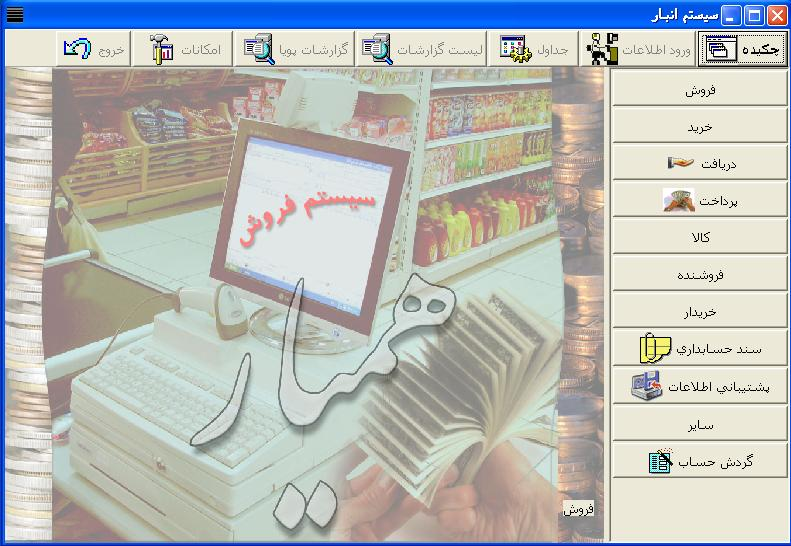 سیستم انبار
چکیده
ورود اطلاعات
جداول
لیست گزارشات
گزارشات پویا
امکانات
خروج
فروش
خرید
دریافت
پرداخت
کالا
فروشنده
خریدار
سند حسابداري
پشتیباني اطلاعات
سایر
گردش حساب
سیستم فروش
همیار
فروش